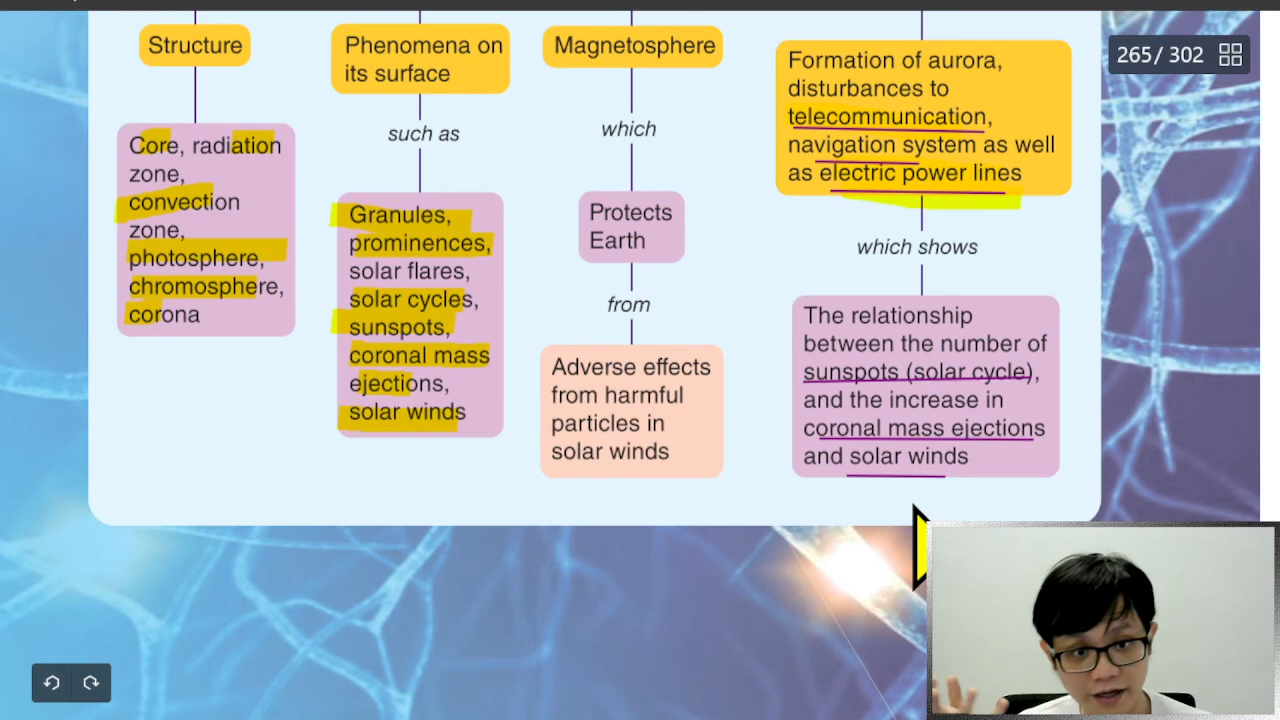 265/ 302
Structure
Core, radiation
zone,
convection
zone,
photosphere,
chromosphere,
corona
Phenomena on
its surface
such as
Granules,
prominences,
solar flares,
solar cycles,
sunspots,
coronal mass
ejections,
solar winds
Magnetosphere
which
Protects
Earth
from
Adverse effects
from harmful
particles in
solar winds
Formation of aurora,
disturbances to
telecommunication,
navigation system as well
as electric power lines
which shows
The relationship
between the number of
sunspots (solar cycle),
and the increase in
coronal mass ejections
and solar winds